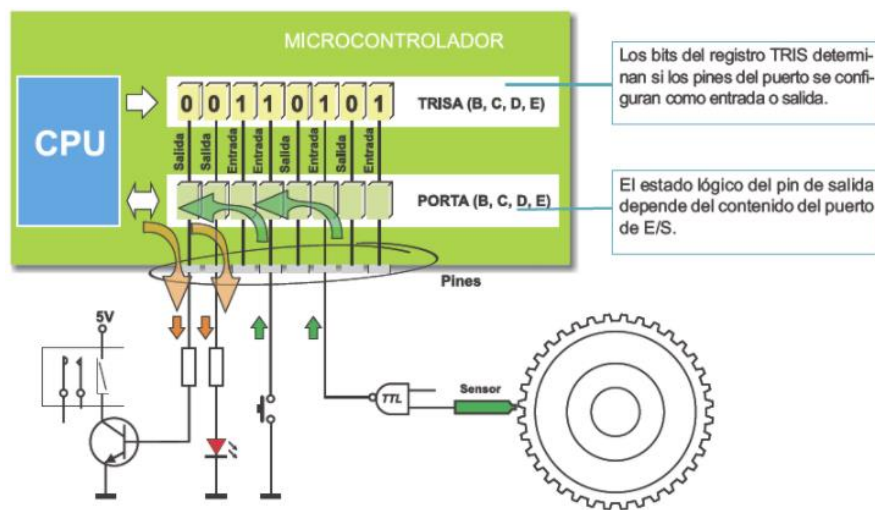 MICROCONTROLADOR
CPU
0 0 1 1 0 1 0 1
TRISA (B, C, D, E)
Salida
Salida
Entrada
Entrada
Salida
Entrada
Salida
Entrada
PORTA (B, C, D, E)
Pines
Los bits del registro TRIS determi-
nan si los pines del puerto se confi-
guran como entrada o salida.
El estado lógico del pin de salida
depende del contenido del puerto
de E/S.
5V
TTL
Sensor